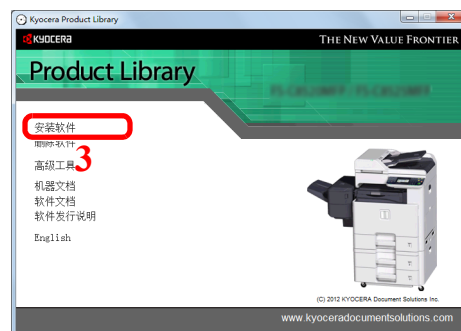 Kyocera Product Library
KYOCERA
THE NEW VALUE FRONTIER
Product Library
安装软件
删除软件
高级工具
3
机器文档
软件文档
软件发行说明
English
(C) 2012 KYOCERA Document Solutions Inc.
www.kyoceradocumentsolutions.com